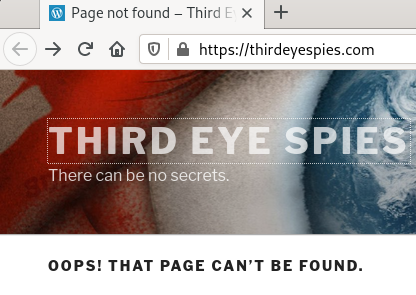 Page not found – Third E
https://thirdeyespies.com
THIRD EYE SPIES
There can be no secrets.
OOPS! THAT PAGE CAN'T BE FOUND.